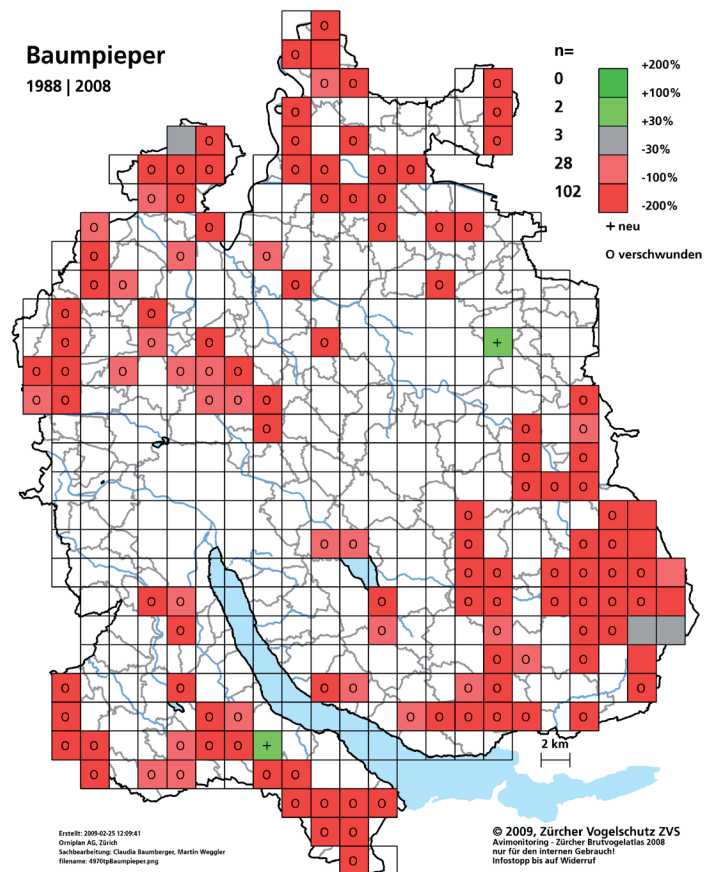 Baumpieper
1988 | 2008
n=
0
2
3
28
102
+200%
+100%
+30%
-30%
-100%
-200%
+ neu
O verschwunden
2 km
Erstellt: 2009-02-25 12:09:41
Orniplan AG, Zürich
Sachbearbeitung: Claudia Baumberger, Martin Weggler
filename: 4970tpBaumpieper.png
© 2009, Zürcher Vogelschutz ZVS
Avimonitoring - Zürcher Brutvogelatlas 2008
nur für den internen Gebrauch!
Infostopp bis auf Widerruf